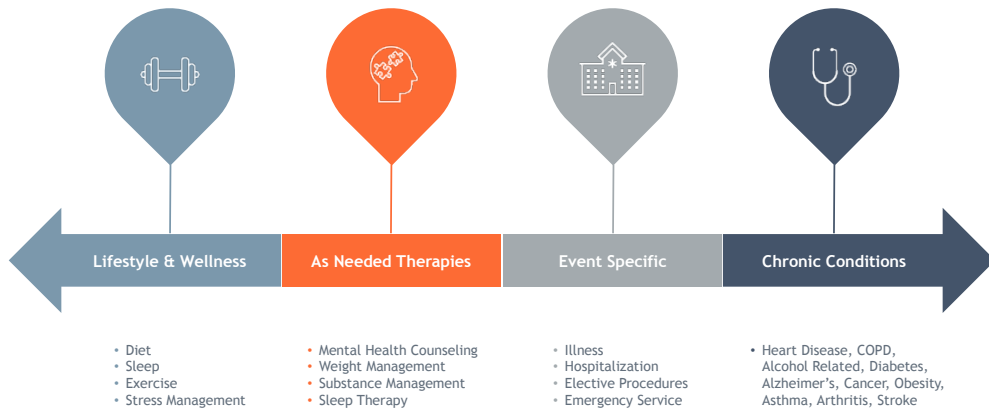 Lifestyle & Wellness
As Needed Therapies
Event Specific
Chronic Conditions
• Diet
• Sleep
• Exercise
• Stress Management
• Mental Health Counseling
• Weight Management
• Substance Management
• Sleep Therapy
• Illness
• Hospitalization
• Elective Procedures
• Emergency Service
• Heart Disease, COPD,
Alcohol Related, Diabetes,
Alzheimer’s, Cancer, Obesity,
Asthma, Arthritis, Stroke